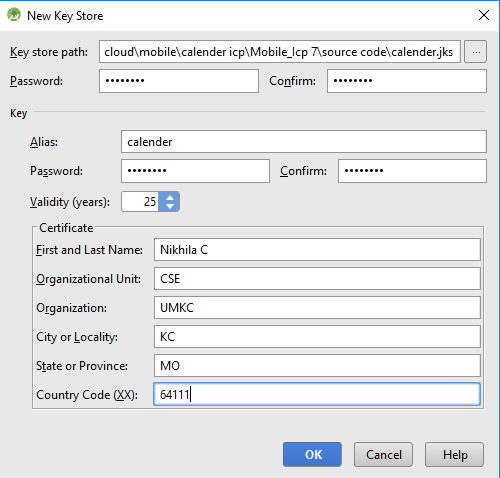 New Key Store
Key store path: cloud\mobile\calender icp\Mobile_Icp 7\source code\calender.jks ...
Password: •••••••• Confirm: ••••••••
Key
Alias: calender
Password: •••••••• Confirm: ••••••••
Validity (years): 25
Certificate
First and Last Name: Nikhila C
Organizational Unit: CSE
Organization: UMKC
City or Locality: KC
State or Province: MO
Country Code (XX): 64111
OK Cancel Help